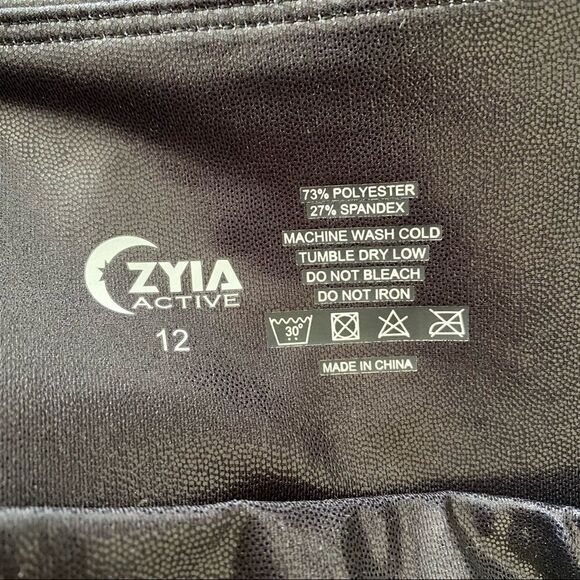 ZYIA
ACTIVE
12
73% POLYESTER
27% SPANDEX
MACHINE WASH COLD
TUMBLE DRY LOW
DO NOT BLEACH
DO NOT IRON
30°
MADE IN CHINA